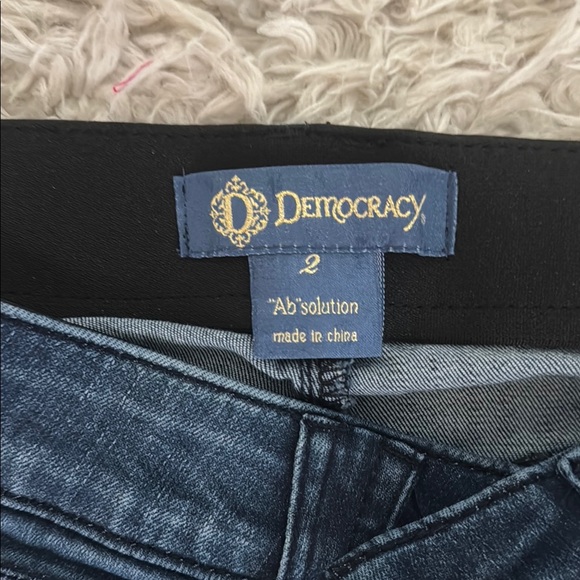 D DEMOCRACY
2
"Ab"solution
made in china